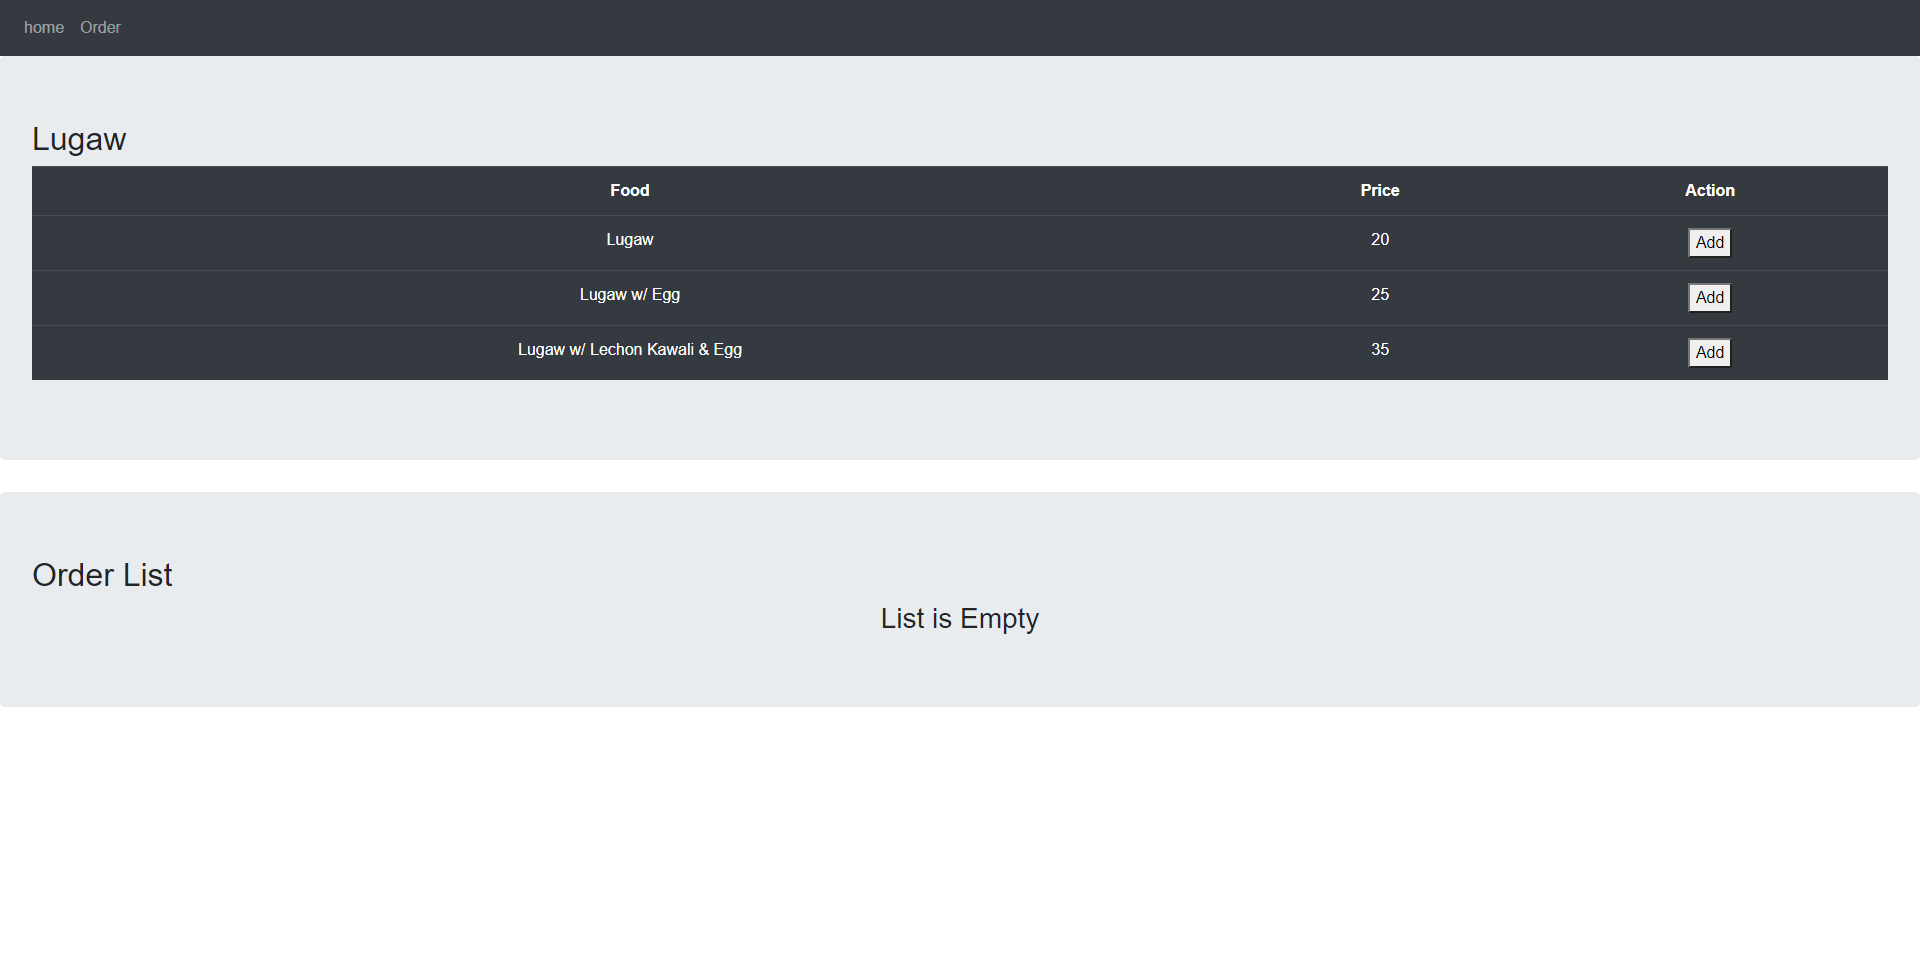 home Order
Lugaw
Food Price Action
Lugaw 20 Add
Lugaw w/ Egg 25 Add
Lugaw w/ Lechon Kawali & Egg 35 Add
Order List
List is Empty